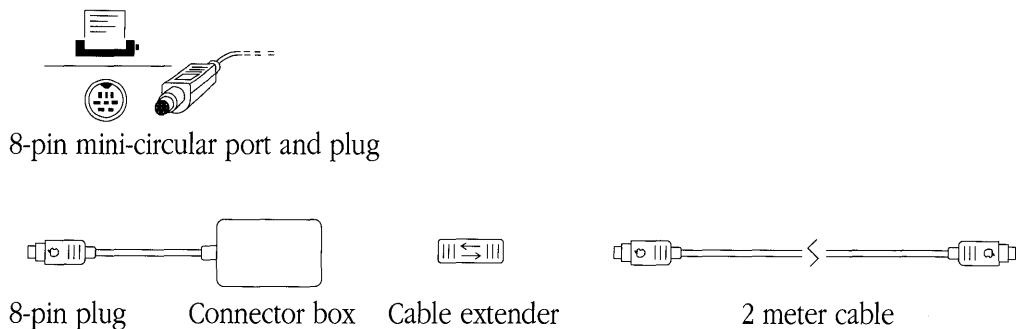 8-pin mini-circular port and plug
8-pin plug Connector box Cable extender 2 meter cable